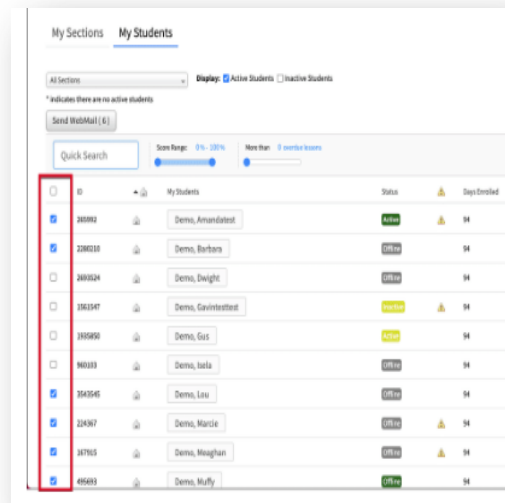 My Sections My Students
All Sections Display: Active Students Inactive Students
* indicates there are no active students
Send WebMail ( 6 )
Quick Search Score Range: 0% - 100% More than 0 overdue lessons
ID My Students Status Days Enrolled
265992 Demo, Amandatest Active 94
2280210 Demo, Barbara Offline 94
2693524 Demo, Dwight Offline 94
1561547 Demo, Gavintesttest Inactive 94
1935850 Demo, Gus Active 94
960103 Demo, Isela Offline 94
3543545 Demo, Lou Offline 94
224367 Demo, Marcie Offline 94
167915 Demo, Meaghan Offline 94
495693 Demo, Muffy Offline 94